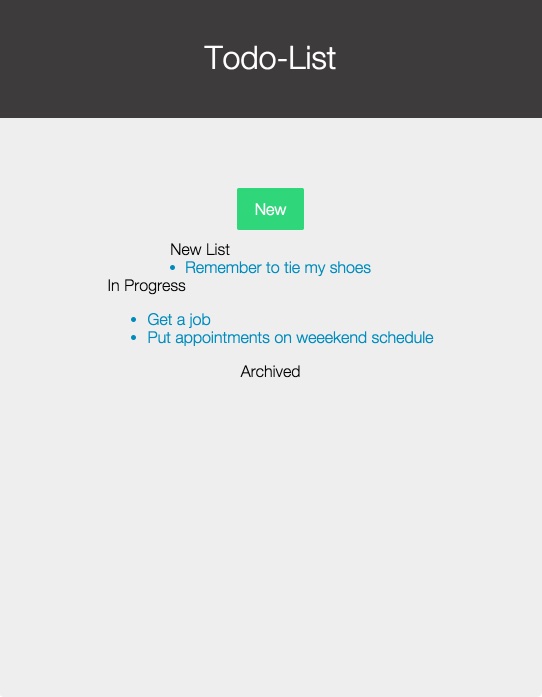 Todo-List
New
New List
• Remember to tie my shoes
In Progress
• Get a job
• Put appointments on weeekend schedule
Archived